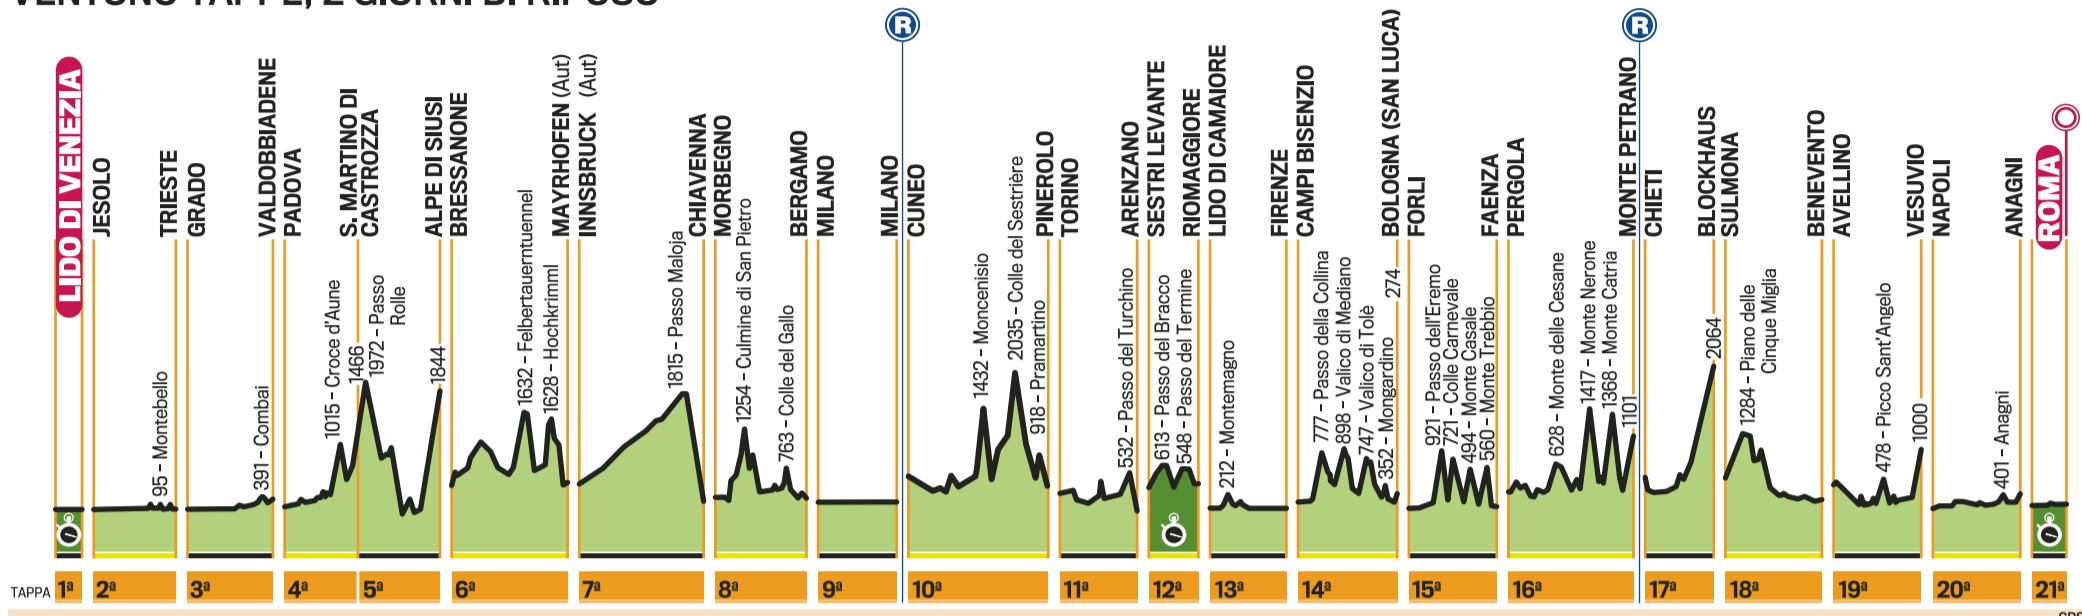 VENTUNO TAPPE, 2 GIORNI DI RIPOSO
R
R
LIDO DI VENEZIA
JESOLO
TRIESTE
GRADO
VALDOBBIADENE
PADOVA
S. MARTINO DI
CASTROZZA
ALPE DI SIUSI
BRESSANONE
MAYRHOFEN (Aut)
INNSBRUCK (Aut)
CHIAVENNA
MORBEGNO
BERGAMO
MILANO
MILANO
CUNEO
PINEROLO
TORINO
ARENZANO
SESTRI LEVANTE
RIOMAGGIORE
LIDO DI CAMAIORE
FIRENZE
CAMPI BISENZIO
BOLOGNA (SAN LUCA)
FORLI
FAENZA
PERGOLA
MONTE PETRANO
CHIETI
BLOCKHAUS
SULMONA
BENEVENTO
AVELLINO
VESUVIO
NAPOLI
ANAGNI
ROMA
95 – Montebello
391 – Combai
1015 – Croce d'Aune
1466
1972 – Passo
Rolle
1844
1632 – Felbertauerntuennel
1628 – Hochkrimml
1815 – Passo Maloja
1254 – Culmine di San Pietro
763 – Colle del Gallo
1432 – Moncenisio
2035 – Colle del Sestrière
918 – Pramartino
532 – Passo del Turchino
613 – Passo del Bracco
548 – Passo del Termine
212 – Montemagno
777 – Passo della Collina
898 – Valico di Mediano
747 – Valico di Tolè
352 – Mongardino
274
921 – Passo dell'Eremo
721 – Colle Carnevale
494 – Monte Casale
560 – Monte Trebbio
628 – Monte delle Cesane
1417 – Monte Nerone
1368 – Monte Catria
1101
2064
1284 – Piano delle
Cinque Miglia
478 – Picco Sant'Angelo
1000
401 – Anagni
TAPPA 1ª 2ª 3ª 4ª 5ª 6ª 7ª 8ª 9ª 10ª 11ª 12ª 13ª 14ª 15ª 16ª 17ª 18ª 19ª 20ª 21ª